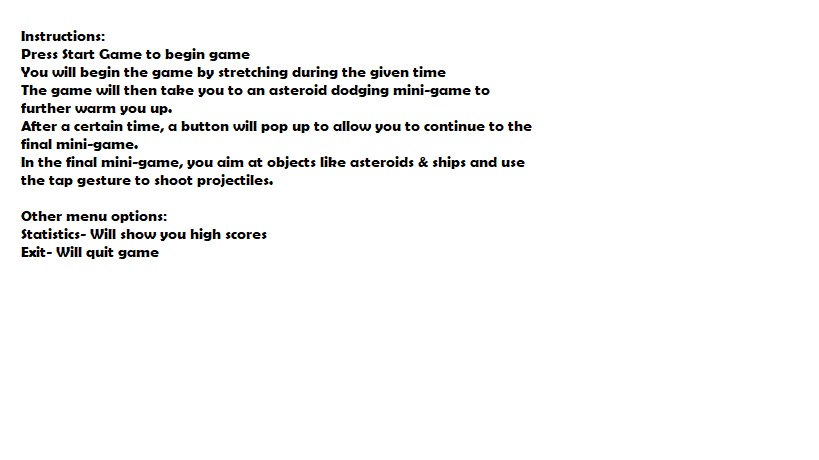 Instructions:
Press Start Game to begin game
You will begin the game by stretching during the given time
The game will then take you to an asteroid dodging mini-game to
further warm you up.
After a certain time, a button will pop up to allow you to continue to the
final mini-game.
In the final mini-game, you aim at objects like asteroids & ships and use
the tap gesture to shoot projectiles.
Other menu options:
Statistics- Will show you high scores
Exit- Will quit game